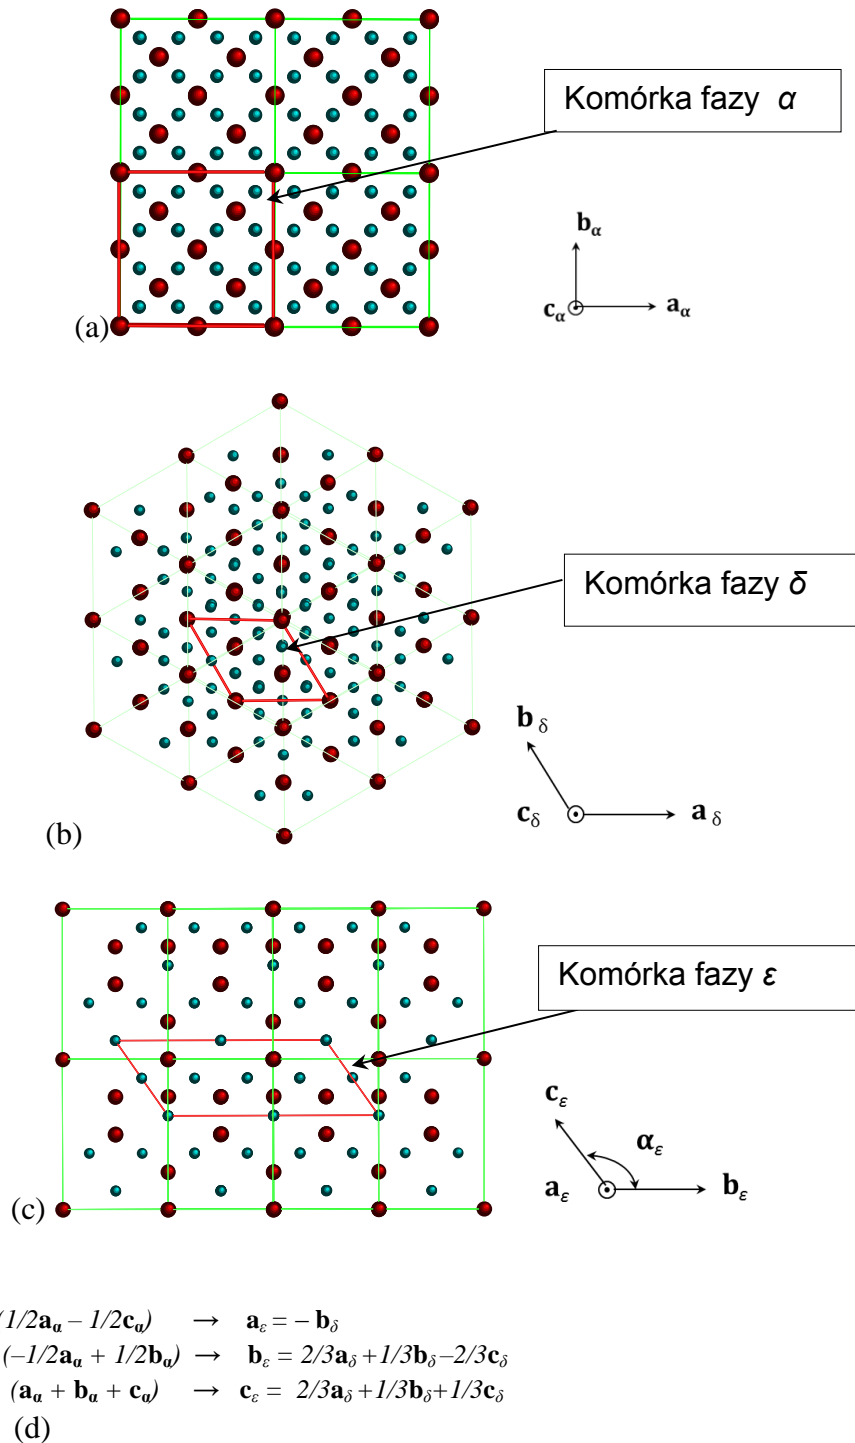 Komórka fazy α
b_α
c_α a_α
(a)
Komórka fazy δ
b_δ
c_δ a_δ
(b)
Komórka fazy ε
c_ε
α_ε
a_ε b_ε
(c)
(1/2a_α – 1/2c_α) → a_ε = – b_δ
(–1/2a_α + 1/2b_α) → b_ε = 2/3a_δ+1/3b_δ–2/3c_δ
(a_α + b_α + c_α) → c_ε = 2/3a_δ+1/3b_δ+1/3c_δ
(d)